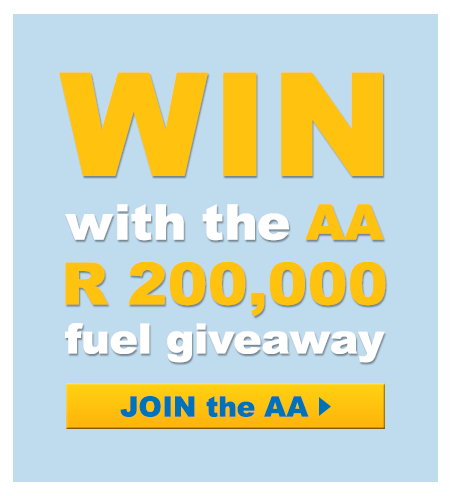 WIN
with the AA
R 200,000
fuel giveaway
JOIN the AA